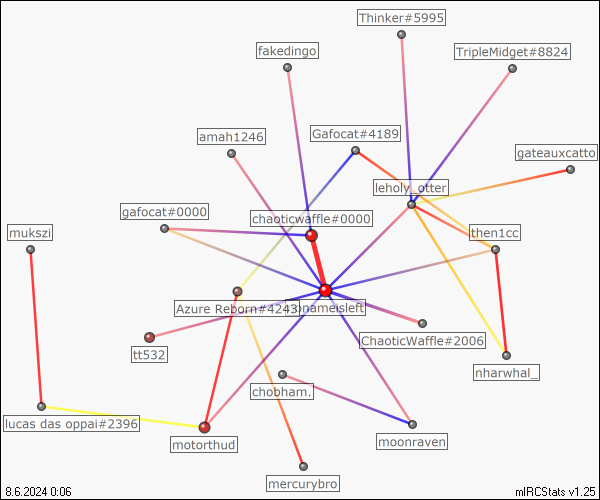 Thinker#5995
fakedingo
TripleMidget#8824
amah1246
Gafocat#4189
gateauxcatto
leholy_otter
gafocat#0000
chaoticwaffle#0000
mukszi
then1cc
Azure Reborn#4243
ChaoticWaffle#2006
tt532
nharwhal_
chobham.
lucas das oppai#2396
motorthud
moonraven
mercurybro
8.6.2024 0:06
mIRCStats v1.25